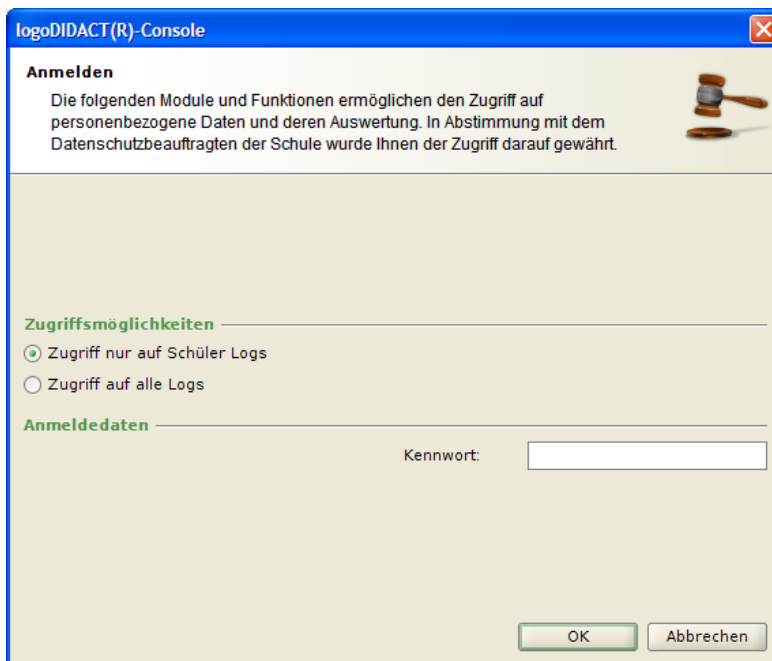 logoDIDACT(R)-Console
Anmelden
Die folgenden Module und Funktionen ermöglichen den Zugriff auf
personenbezogene Daten und deren Auswertung. In Abstimmung mit dem
Datenschutzbeauftragten der Schule wurde Ihnen der Zugriff darauf gewährt.
Zugriffsmöglichkeiten
Zugriff nur auf Schüler Logs
Zugriff auf alle Logs
Anmeldedaten
Kennwort:
OK Abbrechen